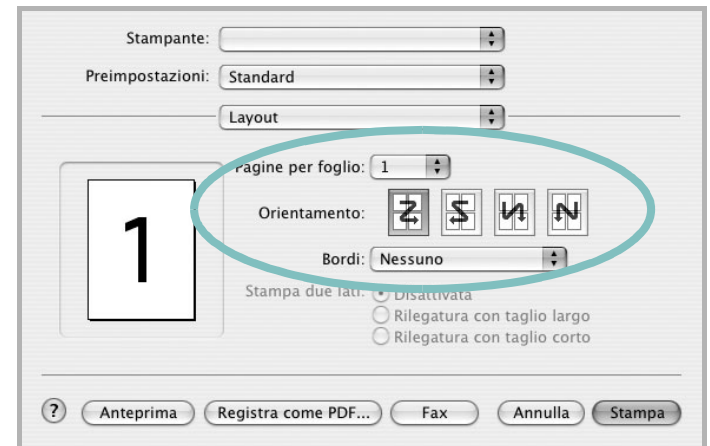 Stampante:
Preimpostazioni: Standard
Layout
Pagine per foglio: 1
1
Orientamento:
Bordi: Nessuno
Stampa due lati: Disattivata
Rilegatura con taglio largo
Rilegatura con taglio corto
? Anteprima Registra come PDF... Fax Annulla Stampa